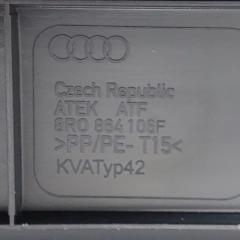 Czech Republic
ATEK ATF
8R0 864 106F
>PP/PE- T15<
KVATyp42